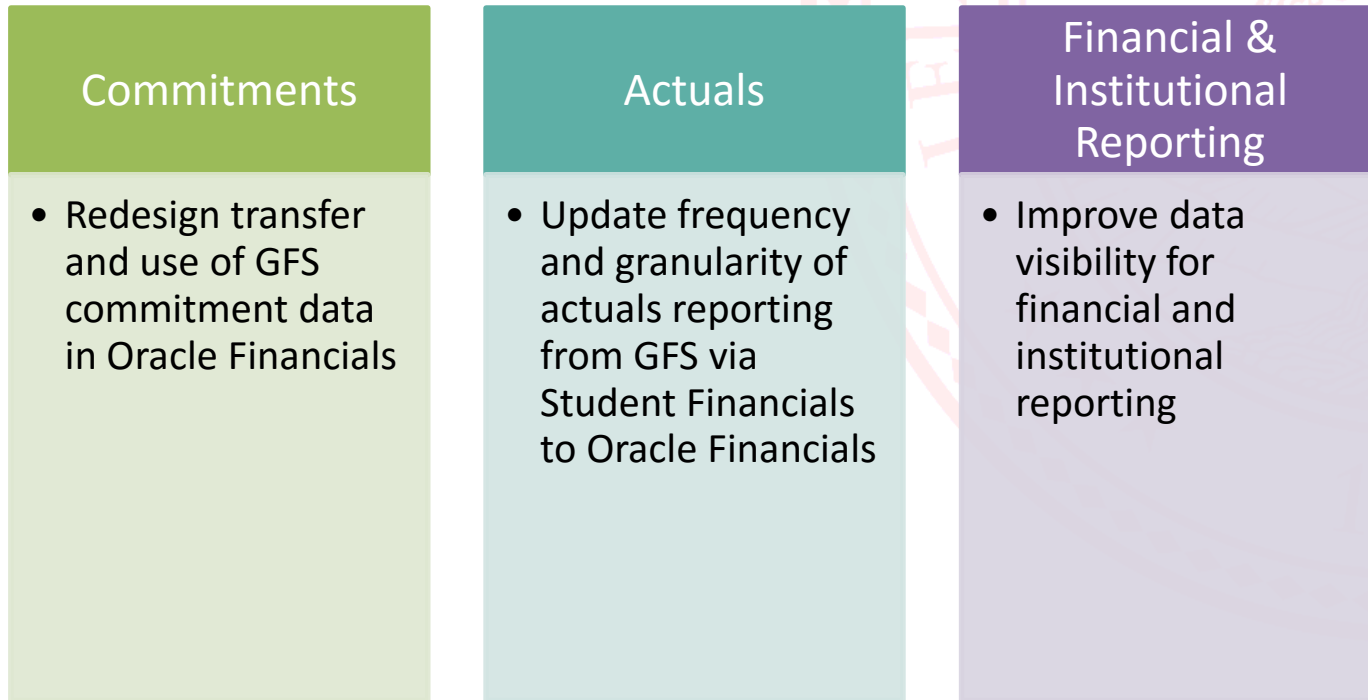 Commitments
• Redesign transfer
and use of GFS
commitment data
in Oracle Financials
Actuals
• Update frequency
and granularity of
actuals reporting
from GFS via
Student Financials
to Oracle Financials
Financial &
Institutional
Reporting
• Improve data
visibility for
financial and
institutional
reporting